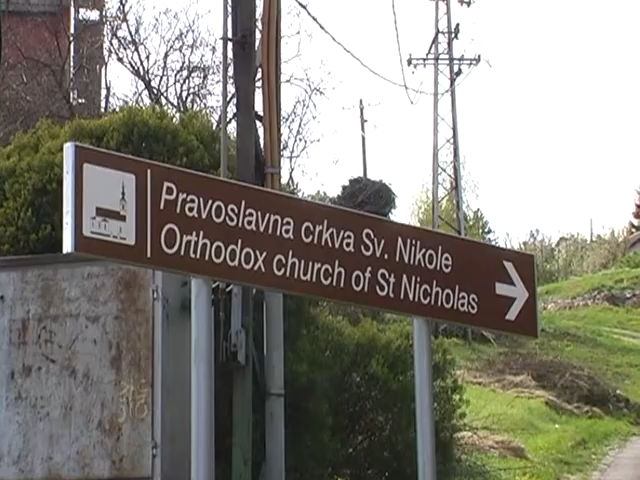 Pravoslavna crkva Sv. Nikole
Orthodox church of St Nicholas